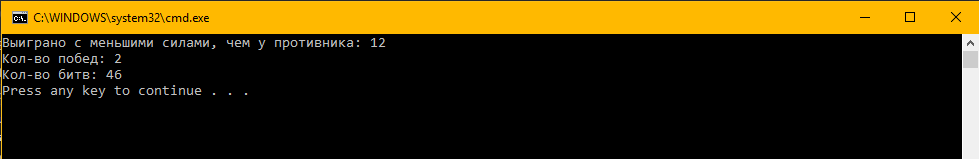 C:\WINDOWS\system32\cmd.exe
Выиграно с меньшими силами, чем у противника: 12
Кол-во побед: 2
Кол-во битв: 46
Press any key to continue . . .